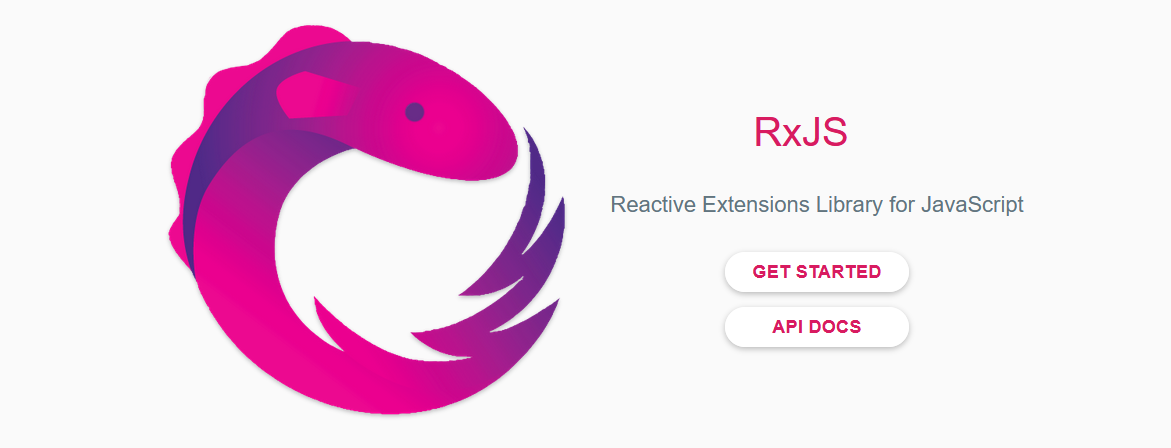 RxJS
Reactive Extensions Library for JavaScript
GET STARTED
API DOCS